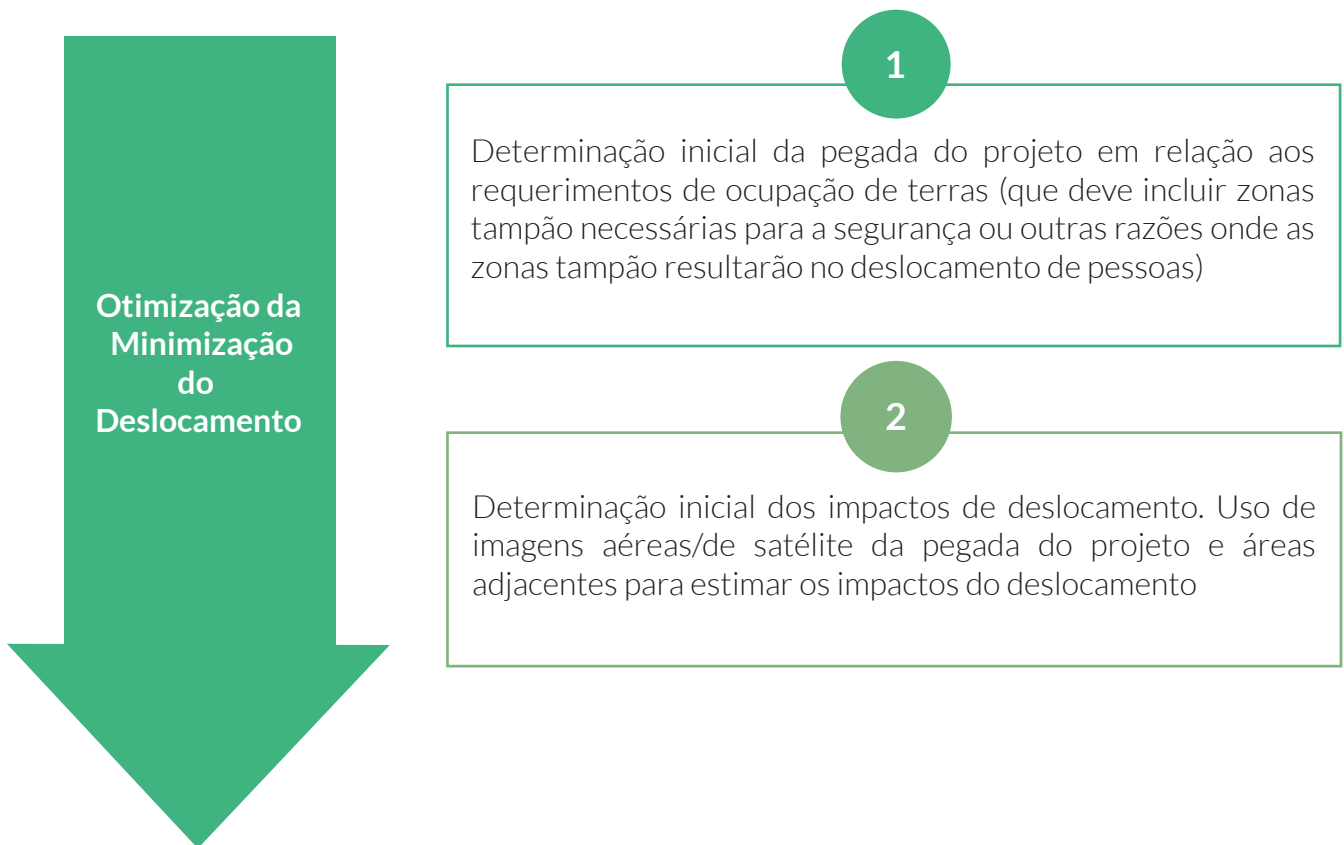 Otimização da
Minimização
do
Deslocamento
1
Determinação inicial da pegada do projeto em relação aos
requerimentos de ocupação de terras (que deve incluir zonas
tampão necessárias para a segurança ou outras razões onde as
zonas tampão resultarão no deslocamento de pessoas)
2
Determinação inicial dos impactos de deslocamento. Uso de
imagens aéreas/de satélite da pegada do projeto e áreas
adjacentes para estimar os impactos do deslocamento